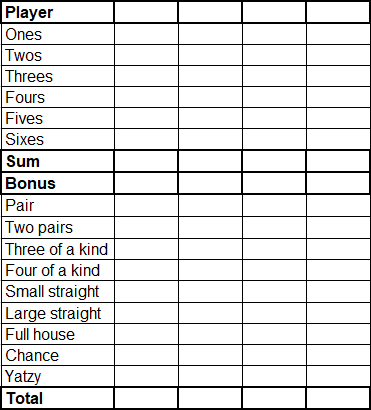 Player
Ones
Twos
Threes
Fours
Fives
Sixes
Sum
Bonus
Pair
Two pairs
Three of a kind
Four of a kind
Small straight
Large straight
Full house
Chance
Yatzy
Total